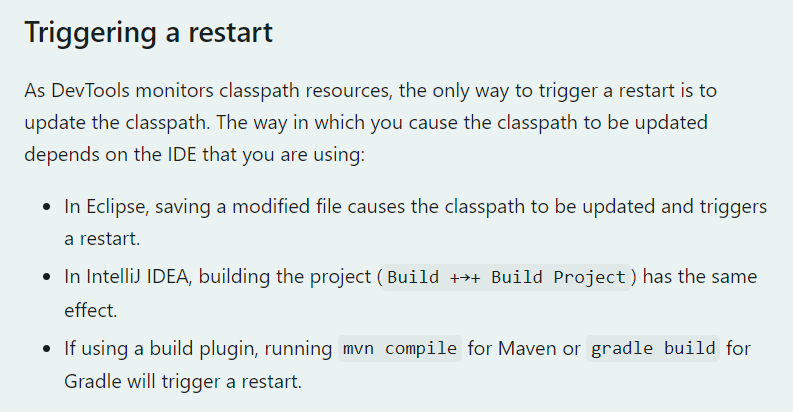 Triggering a restart
As DevTools monitors classpath resources, the only way to trigger a restart is to
update the classpath. The way in which you cause the classpath to be updated
depends on the IDE that you are using:
• In Eclipse, saving a modified file causes the classpath to be updated and triggers
a restart.
• In IntelliJ IDEA, building the project (Build +→+ Build Project) has the same
effect.
• If using a build plugin, running mvn compile for Maven or gradle build for
Gradle will trigger a restart.